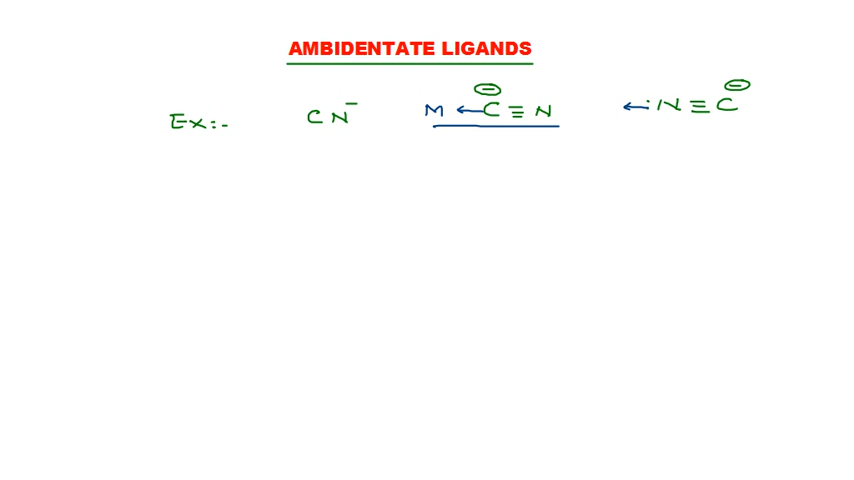 AMBIDENTATE LIGANDS
Ex:- CN⁻ M ← C⊖ ≡ N ← :N ≡ C⊖